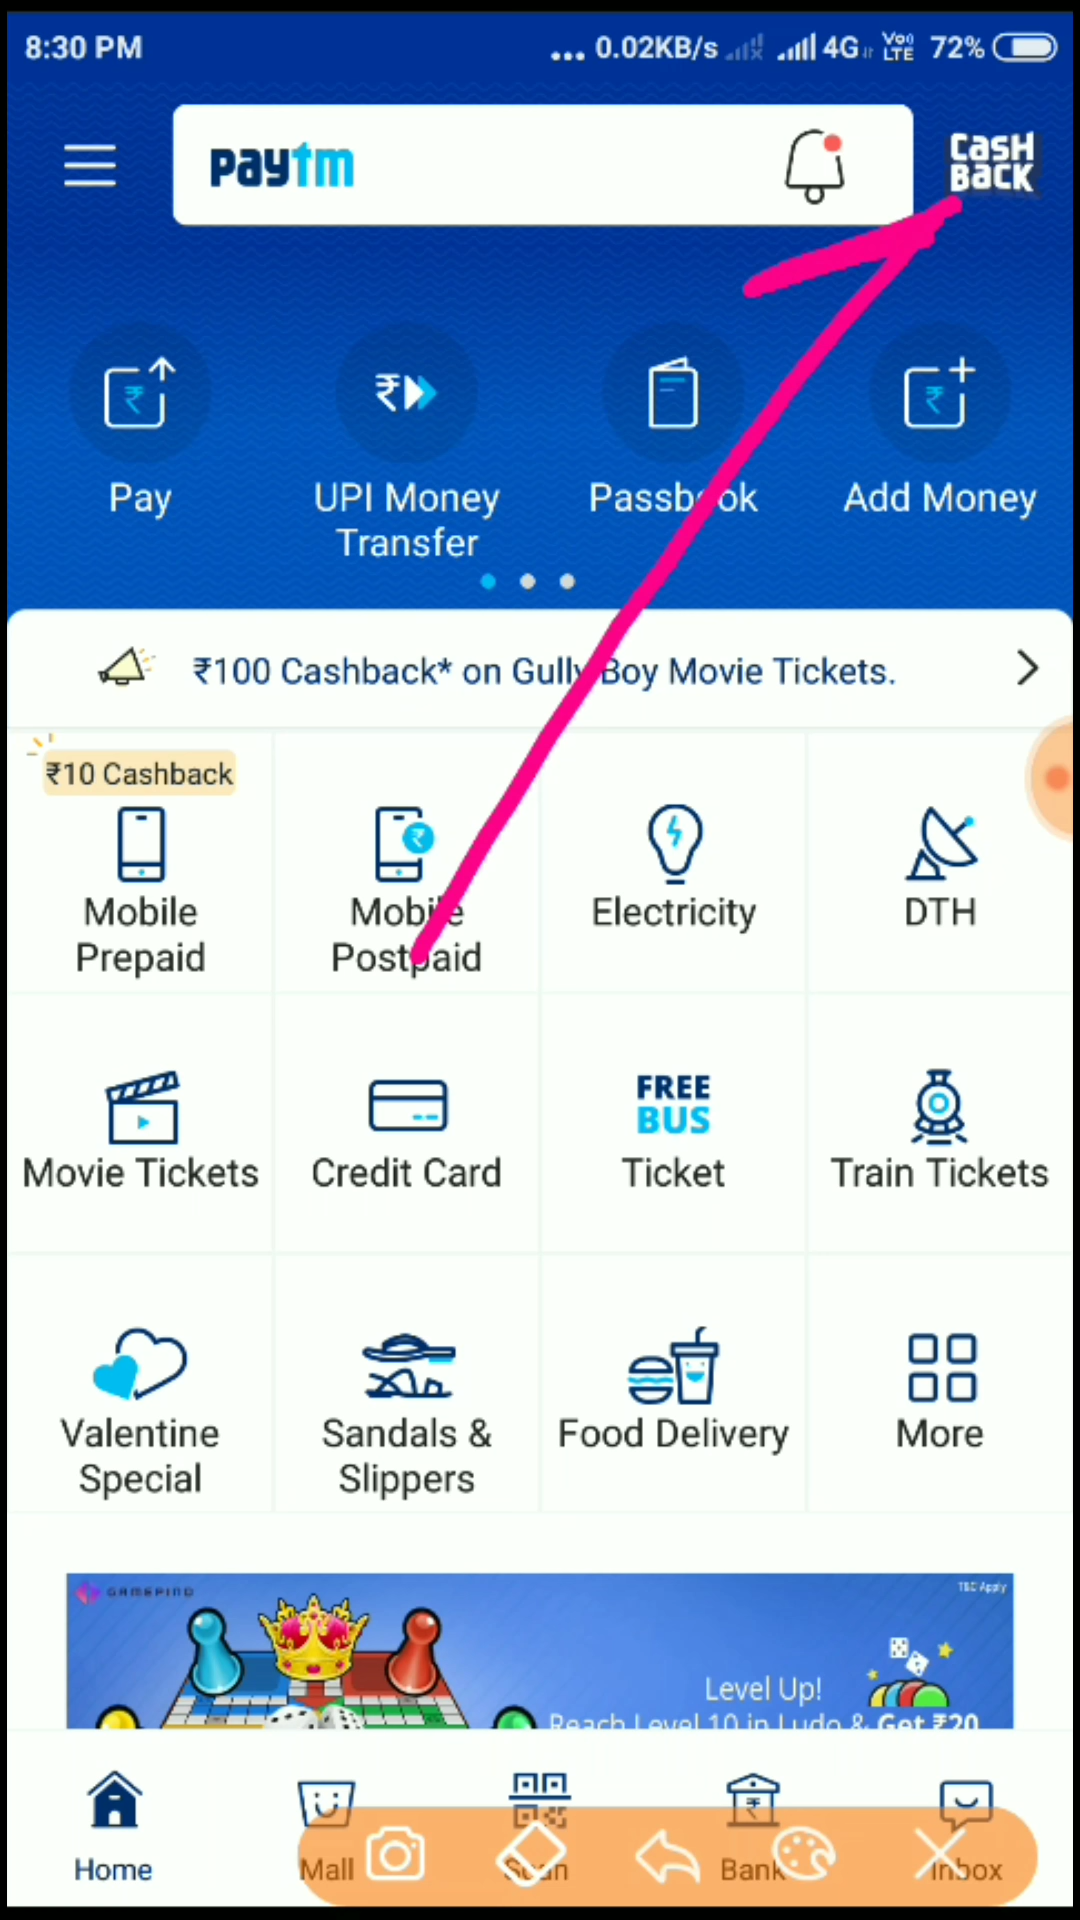 8:30 PM
... 0.02KB/s 4G VoLTE 72%
paytm
CasH
BacK
Pay
UPI Money
Transfer
Passbook
Add Money
₹100 Cashback* on Gully Boy Movie Tickets.
₹10 Cashback
Mobile
Prepaid
Mobile
Postpaid
Electricity
DTH
Movie Tickets
Credit Card
FREE
BUS
Ticket
Train Tickets
Valentine
Special
Sandals &
Slippers
Food Delivery
More
GAMEPIND
T&C Apply
Level Up!
Reach Level 10 in Ludo & Get ₹20
Home
Mall
Scan
Bank
Inbox